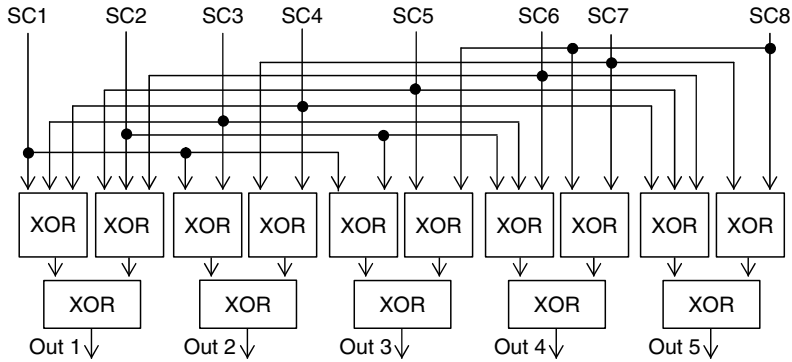 SC1 SC2 SC3 SC4 SC5 SC6 SC7 SC8
XOR XOR XOR XOR XOR XOR XOR XOR XOR XOR
XOR XOR XOR XOR XOR
Out 1 Out 2 Out 3 Out 4 Out 5